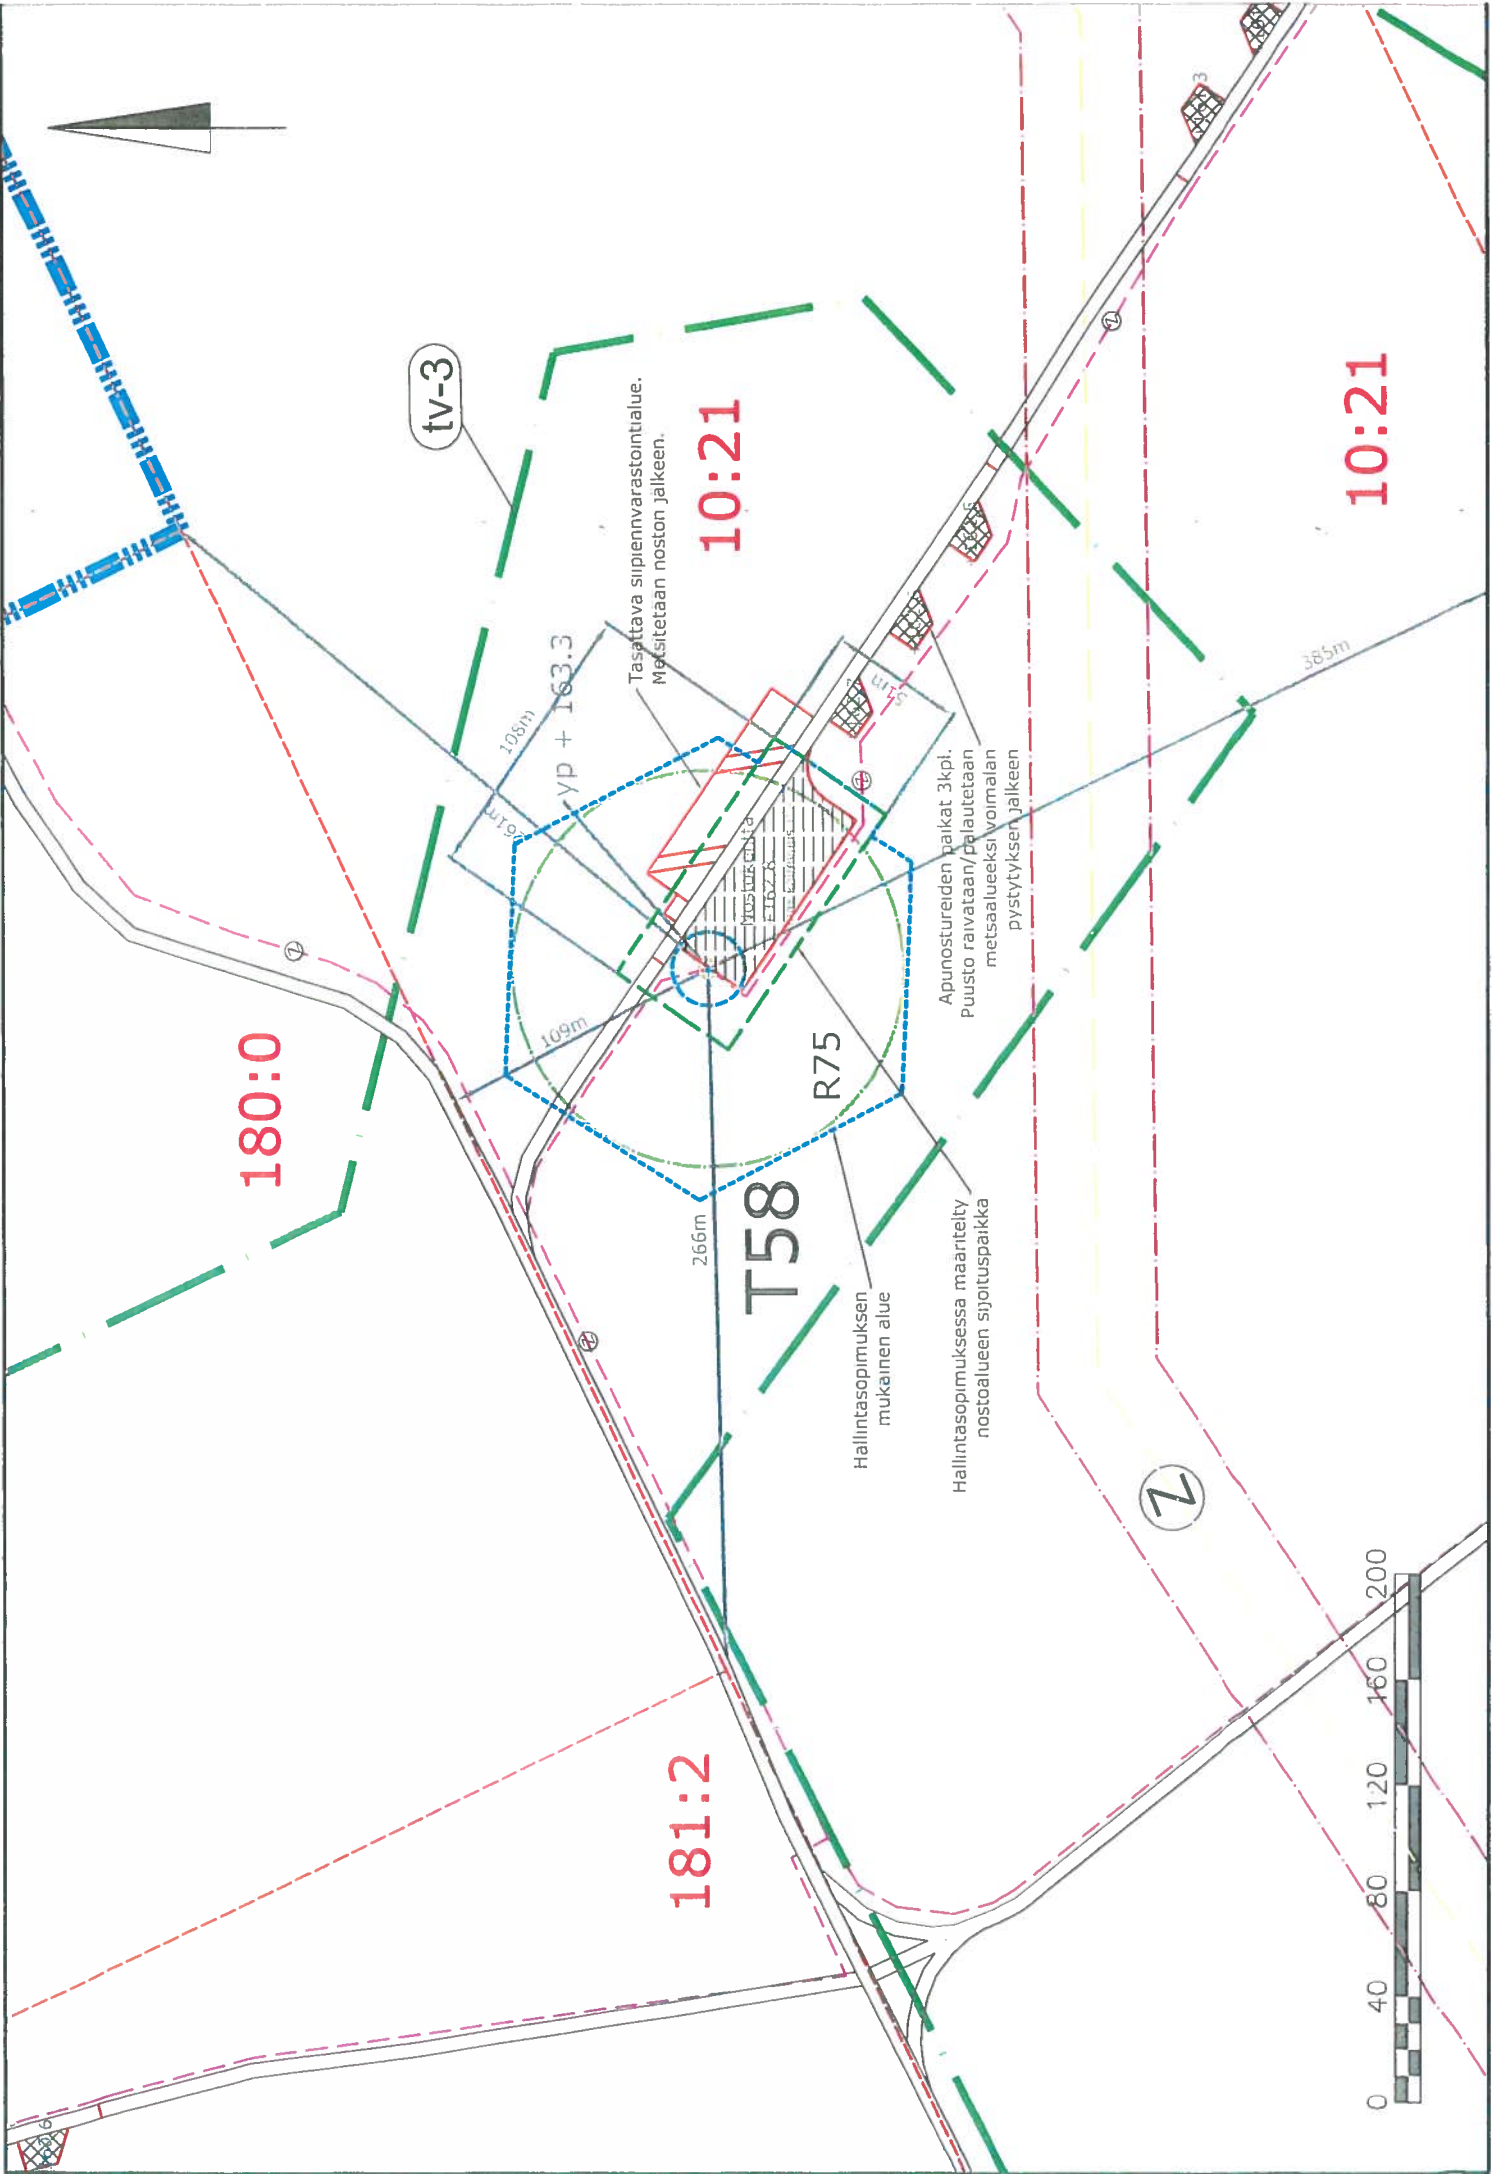 tv-3
180:0
181:2
10:21
10:21
T58
R75
yp + 163.3
Tasattava siipiennvarastointialue.
Metsitetään noston jälkeen.
108m
109m
266m
385m
51m
Apunostureiden paikat 3kpl.
Puusto raivataan/palautetaan
metsäalueeksi voimalan
pystytyksen jälkeen
Hallintasopimuksen
mukainen alue
Hallintasopimuksessa määritelty
nostoalueen sijoituspaikka
Z
Z
Z
Z
Z
0 40 80 120 160 200